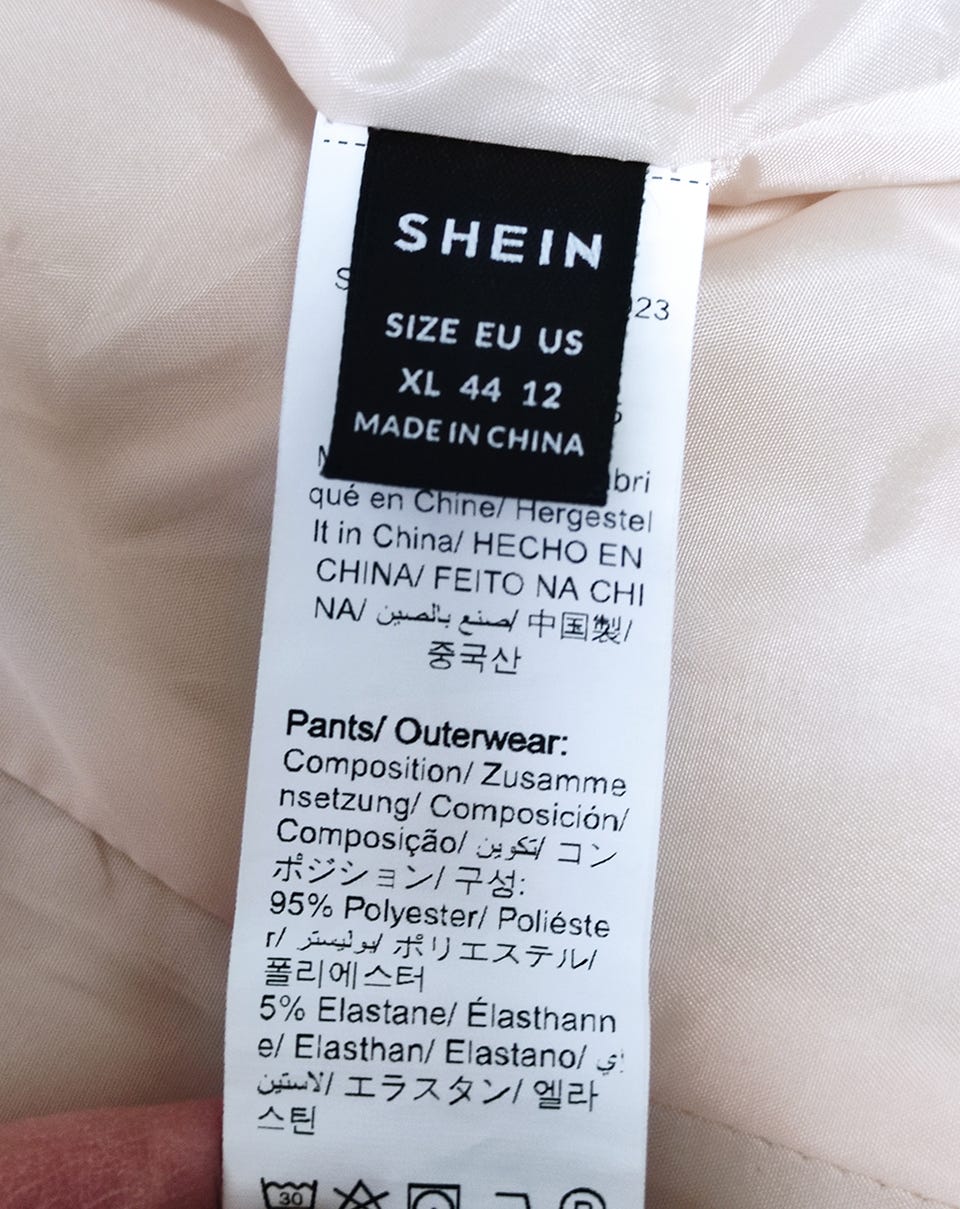 SHEIN
SIZE EU US
XL 44 12
MADE IN CHINA
qué en Chine/ Hergestel
lt in China/ HECHO EN
CHINA/ FEITO NA CHI
NA/ صنع بالصين/ 中国製/
중국산
Pants/ Outerwear:
Composition/ Zusamme
nsetzung/ Composición/
Composição/ تكوين/ コン
ポジション/ 구성:
95% Polyester/ Poliéste
r/ بوليستر/ ポリエステル/
폴리에스터
5% Elastane/ Élasthann
e/ Elasthan/ Elastano/ إي
لاستين/ エラスタン/ 엘라
스틴
30
P